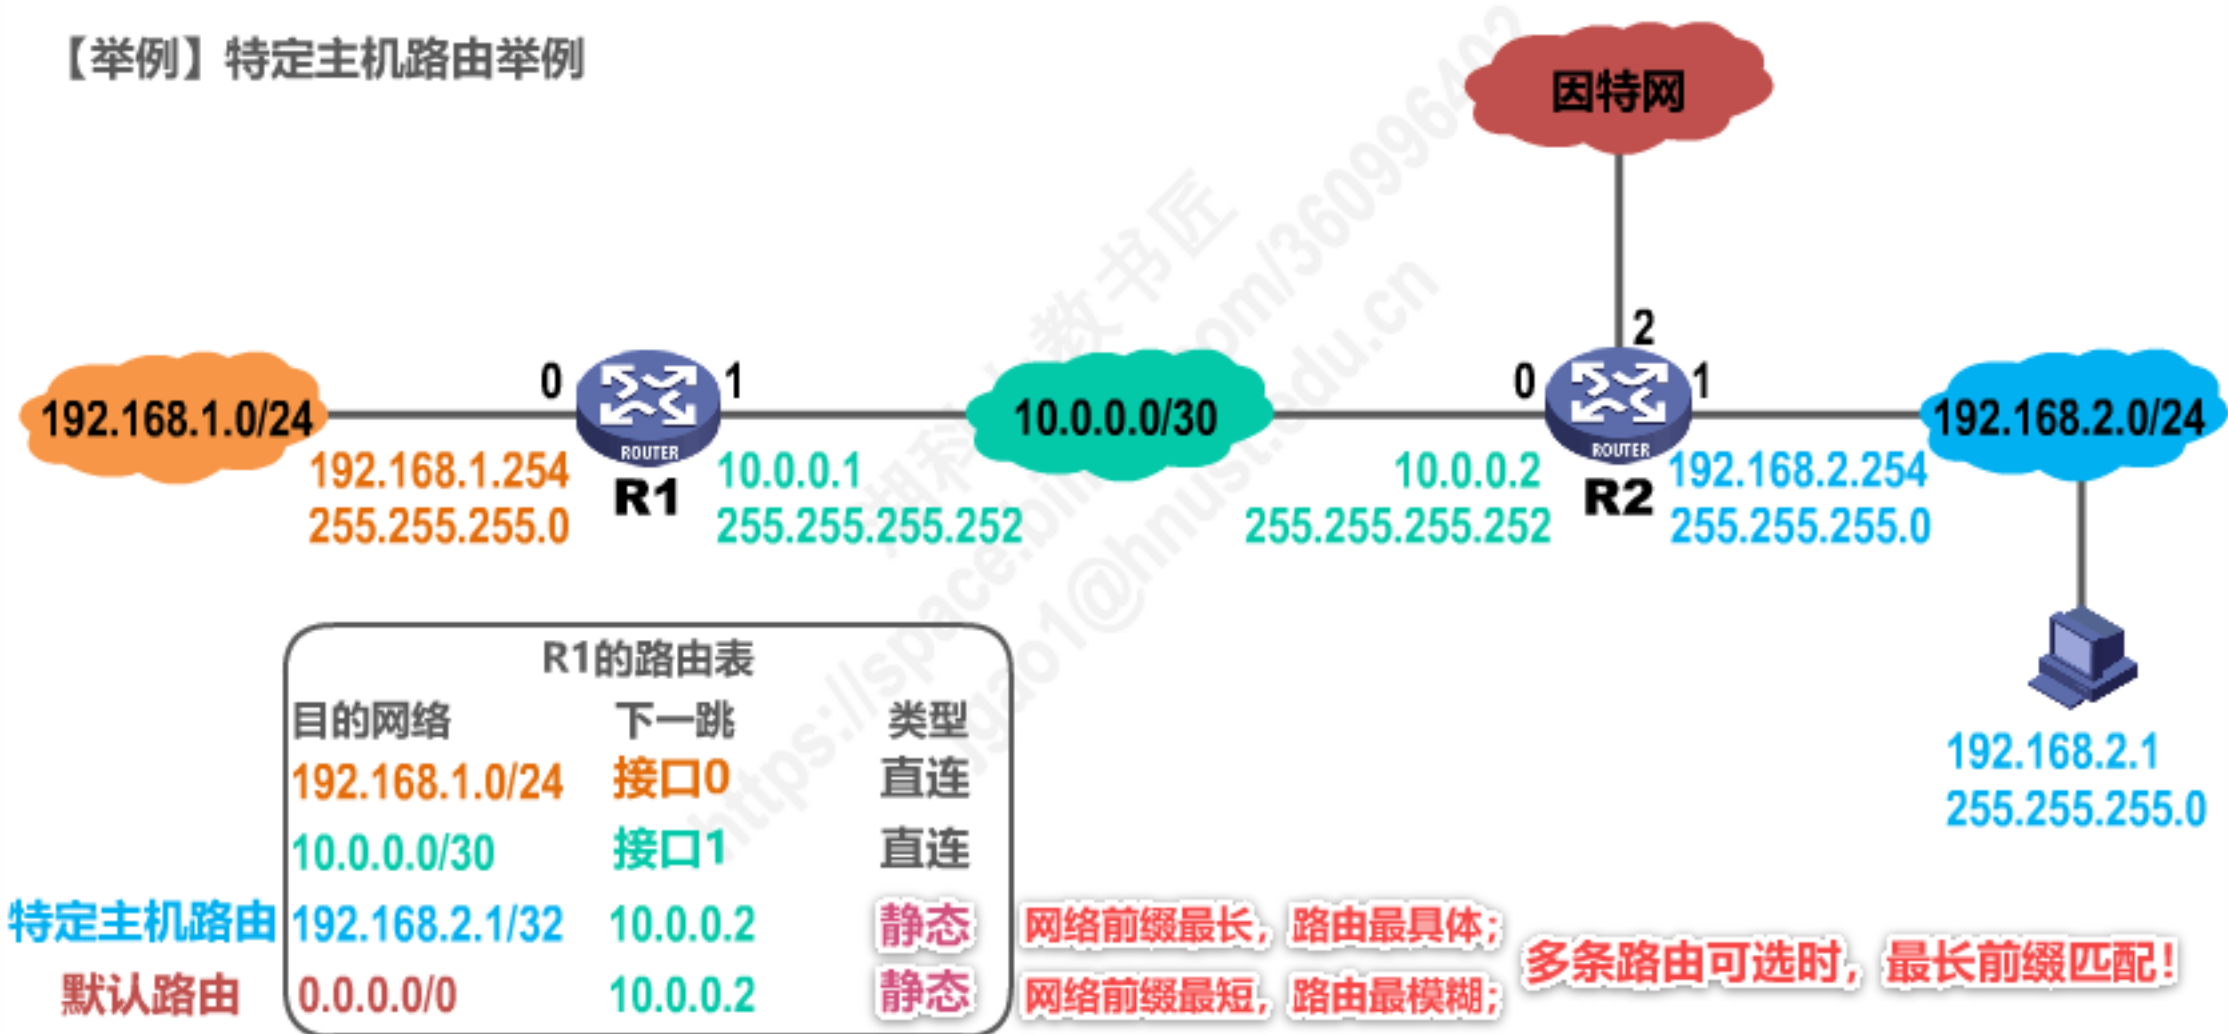 【举例】特定主机路由举例
因特网
2
0
1
0
1
192.168.1.0/24
10.0.0.0/30
192.168.2.0/24
ROUTER
ROUTER
192.168.1.254
255.255.255.0
R1
10.0.0.1
255.255.255.252
10.0.0.2
255.255.255.252
R2
192.168.2.254
255.255.255.0
192.168.2.1
255.255.255.0
R1的路由表
目的网络 下一跳 类型
192.168.1.0/24 接口0 直连
10.0.0.0/30 接口1 直连
特定主机路由 192.168.2.1/32 10.0.0.2 静态 网络前缀最长，路由最具体；
默认路由 0.0.0.0/0 10.0.0.2 静态 网络前缀最短，路由最模糊；
多条路由可选时，最长前缀匹配！